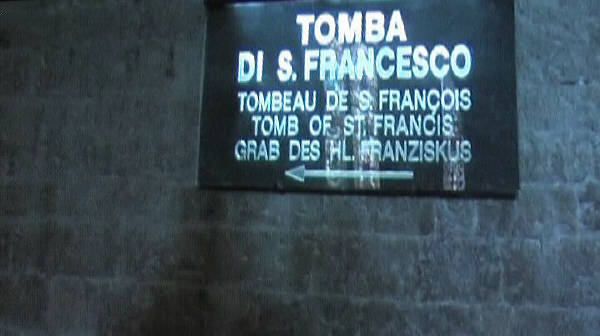 TOMBA
DI S. FRANCESCO
TOMBEAU DE S. FRANÇOIS
TOMB OF ST. FRANCIS
GRAB DES HL. FRANZISKUS